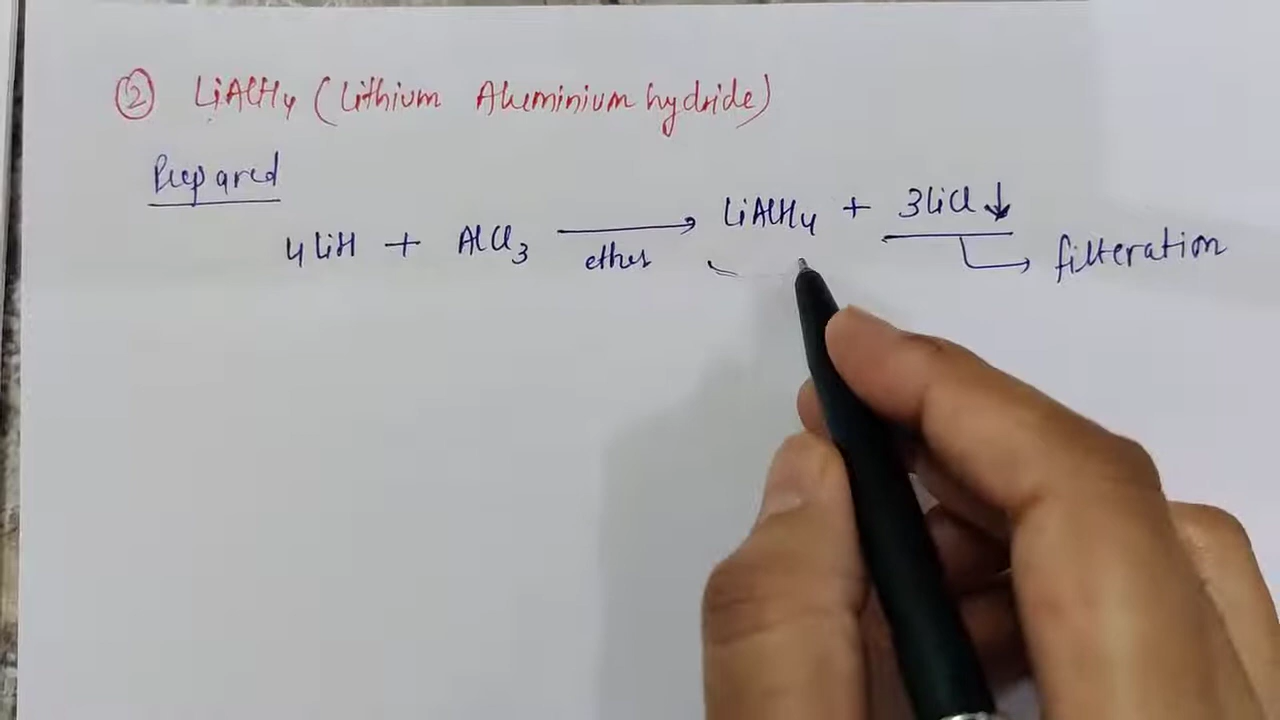 ② LiAlH4 (Lithium Aluminium hydride)
Prepared
4LiH + AlCl3 ether → LiAlH4 + 3LiCl↓ → filteration